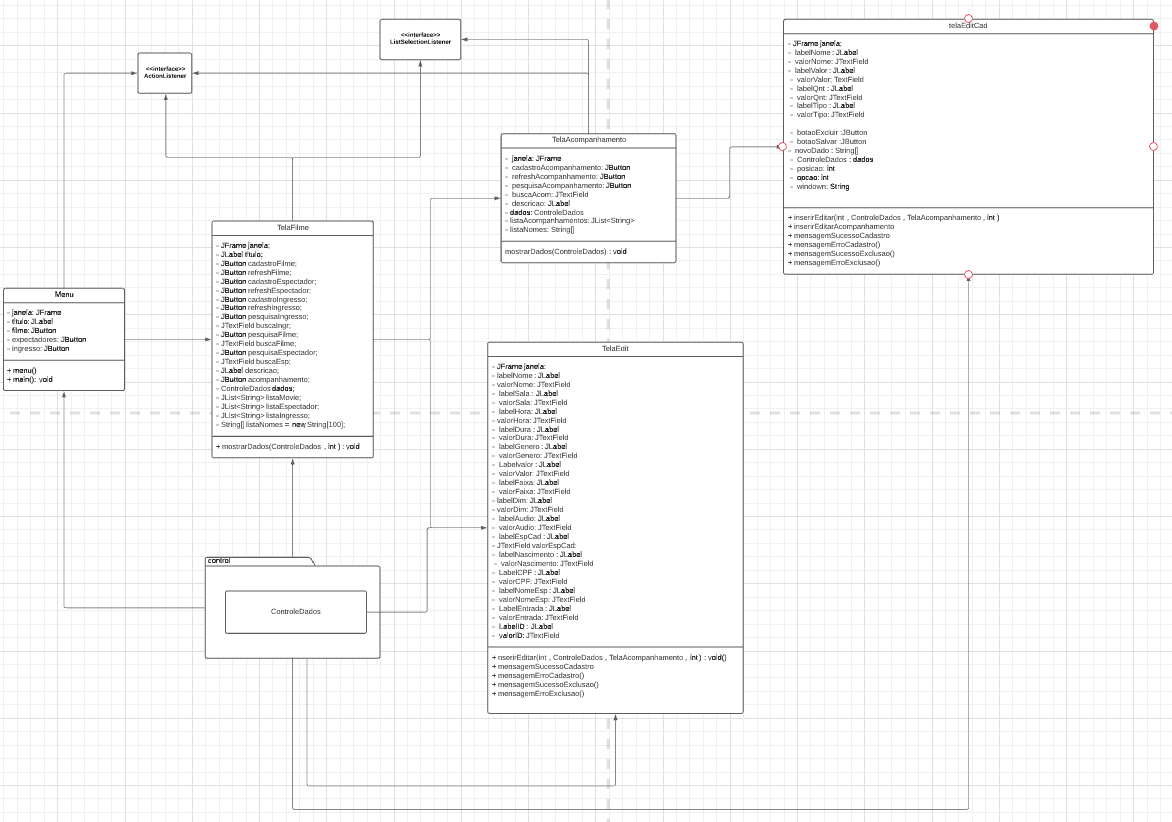 <<interface>>
ListSelectionListener
<<interface>>
ActionListener
telaEditCad
- JFrame janela;
- labelNome : JLabel
- valorNome: JTextField
- labelValor : JLabel
- valorValor; TextField
- labelQnt : JLabel
- valorQnt: JTextField
- labelTipo : JLabel
- valorTipo: JTextField
- botaoExcluir :JButton
- botaoSalvar :JButton
- novoDado : String[]
- ControleDados : dados
- posicao: int
- opcao: int
- windown: String
+ inserirEditar(int , ControleDados , TelaAcompanhamento , int )
+ inserirEditarAcompanhamento
+ mensagemSucessoCadastro
+ mensagemErroCadastro()
+ mensagemSucessoExclusao()
+ mensagemErroExclusao()
TelaAcompanhamento
- janela: JFrame
- cadastroAcompanhamento: JButton
- refreshAcompanhamento: JButton
- pesquisaAcompanhamento: JButton
- buscaAcom: JTextField
- descricao: JLabel
- dados: ControleDados
- listaAcompanhamentos: JList<String>
- listaNomes: String[]
mostrarDados(ControleDados) : void
TelaFilme
- JFrame janela;
- JLabel titulo;
- JButton cadastroFilme;
- JButton refreshFilme;
- JButton cadastroEspectador;
- JButton refreshEspectador;
- JButton cadastroIngresso;
- JButton refreshIngresso;
- JButton pesquisaIngresso;
- JTextField buscaIngr;
- JButton pesquisaFilme;
- JTextField buscaFilme;
- JButton pesquisaEspectador;
- JTextField buscaEsp;
- JLabel descricao;
- JButton acompanhamento;
- ControleDados dados;
- JList<String> listaMovie;
- JList<String> listaEspectador;
- JList<String> listaIngresso;
- String[] listaNomes = new String[100];
+ mostrarDados(ControleDados , int ) : void
Menu
- janela: JFrame
- titulo: JLabel
- filme: JButton
- expectadores: JButton
- ingresso: JButton
+ menu()
+ main(): void
TelaEdit
- JFrame janela;
- labelNome : JLabel
- valorNome: JTextField
- labelSala : JLabel
- valorSala: JTextField
- labelHora: JLabel
- valorHora: JTextField
- labelDura : JLabel
- valorDura: JTextField
- labelGenero : JLabel
- valorGenero: JTextField
- Labelvalor : JLabel
- valorValor: JTextField
- labelFaixa: JLabel
- valorFaixa: JTextField
- labelDim: JLabel
- valorDim: JTextField
- labelAudio: JLabel
- valorAudio: JTextField
- labelEspCad : JLabel
- JTextField valorEspCad;
- labelNascimento : JLabel
- valorNascimento: JTextField
- LabelCPF : JLabel
- valorCPF: JTextField
- labelNomeEsp : JLabel
- valorNomeEsp: JTextField
- LabelEntrada : JLabel
- valorEntrada: JTextField
- LabelID : JLabel
- valorID: JTextField
+ nserirEditar(int , ControleDados , TelaAcompanhamento , int) : void()
+ mensagemSucessoCadastro
+ mensagemErroCadastro()
+ mensagemSucessoExclusao()
+ mensagemErroExclusao()
control
ControleDados